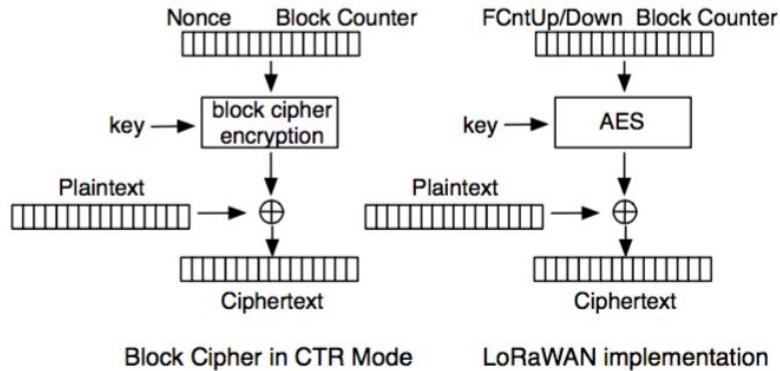 Nonce Block Counter
FCntUp/Down Block Counter
key
block cipher
encryption
key
AES
Plaintext
Plaintext
Ciphertext
Ciphertext
Block Cipher in CTR Mode
LoRaWAN implementation